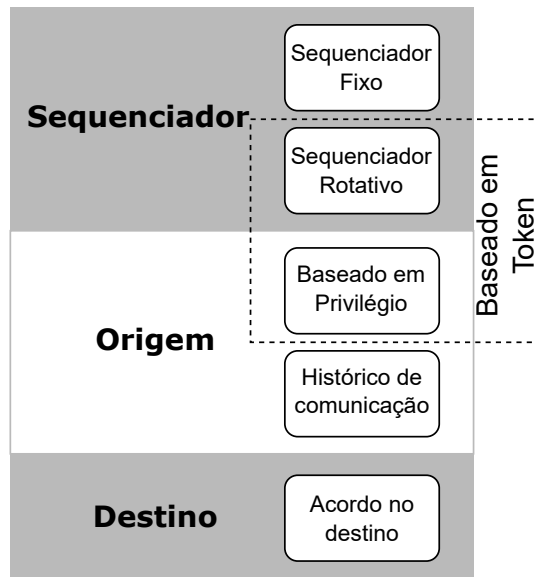 Sequenciador
Sequenciador
Fixo
Sequenciador
Rotativo
Baseado em
Token
Origem
Baseado em
Privilégio
Histórico de
comunicação
Destino
Acordo no
destino